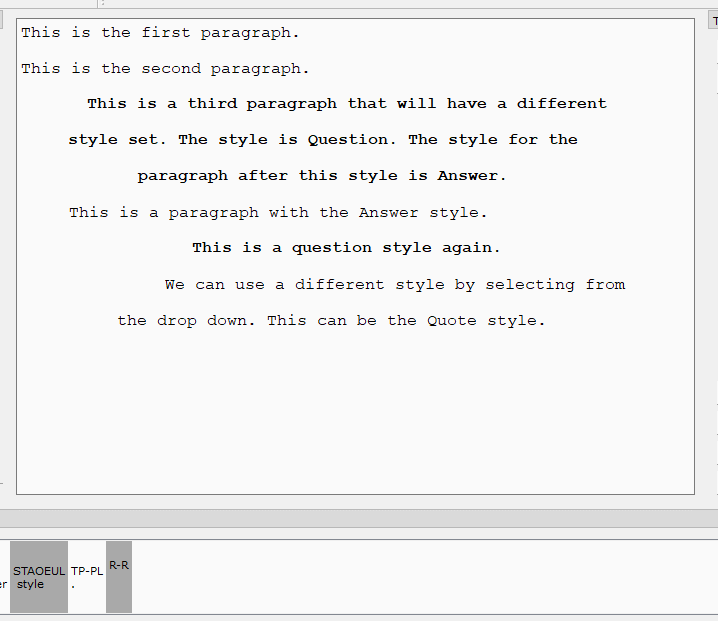 This is the first paragraph.
This is the second paragraph.
This is a third paragraph that will have a different
style set. The style is Question. The style for the
paragraph after this style is Answer.
This is a paragraph with the Answer style.
This is a question style again.
We can use a different style by selecting from
the drop down. This can be the Quote style.
STAOEUL TP-PL R-R
er style .